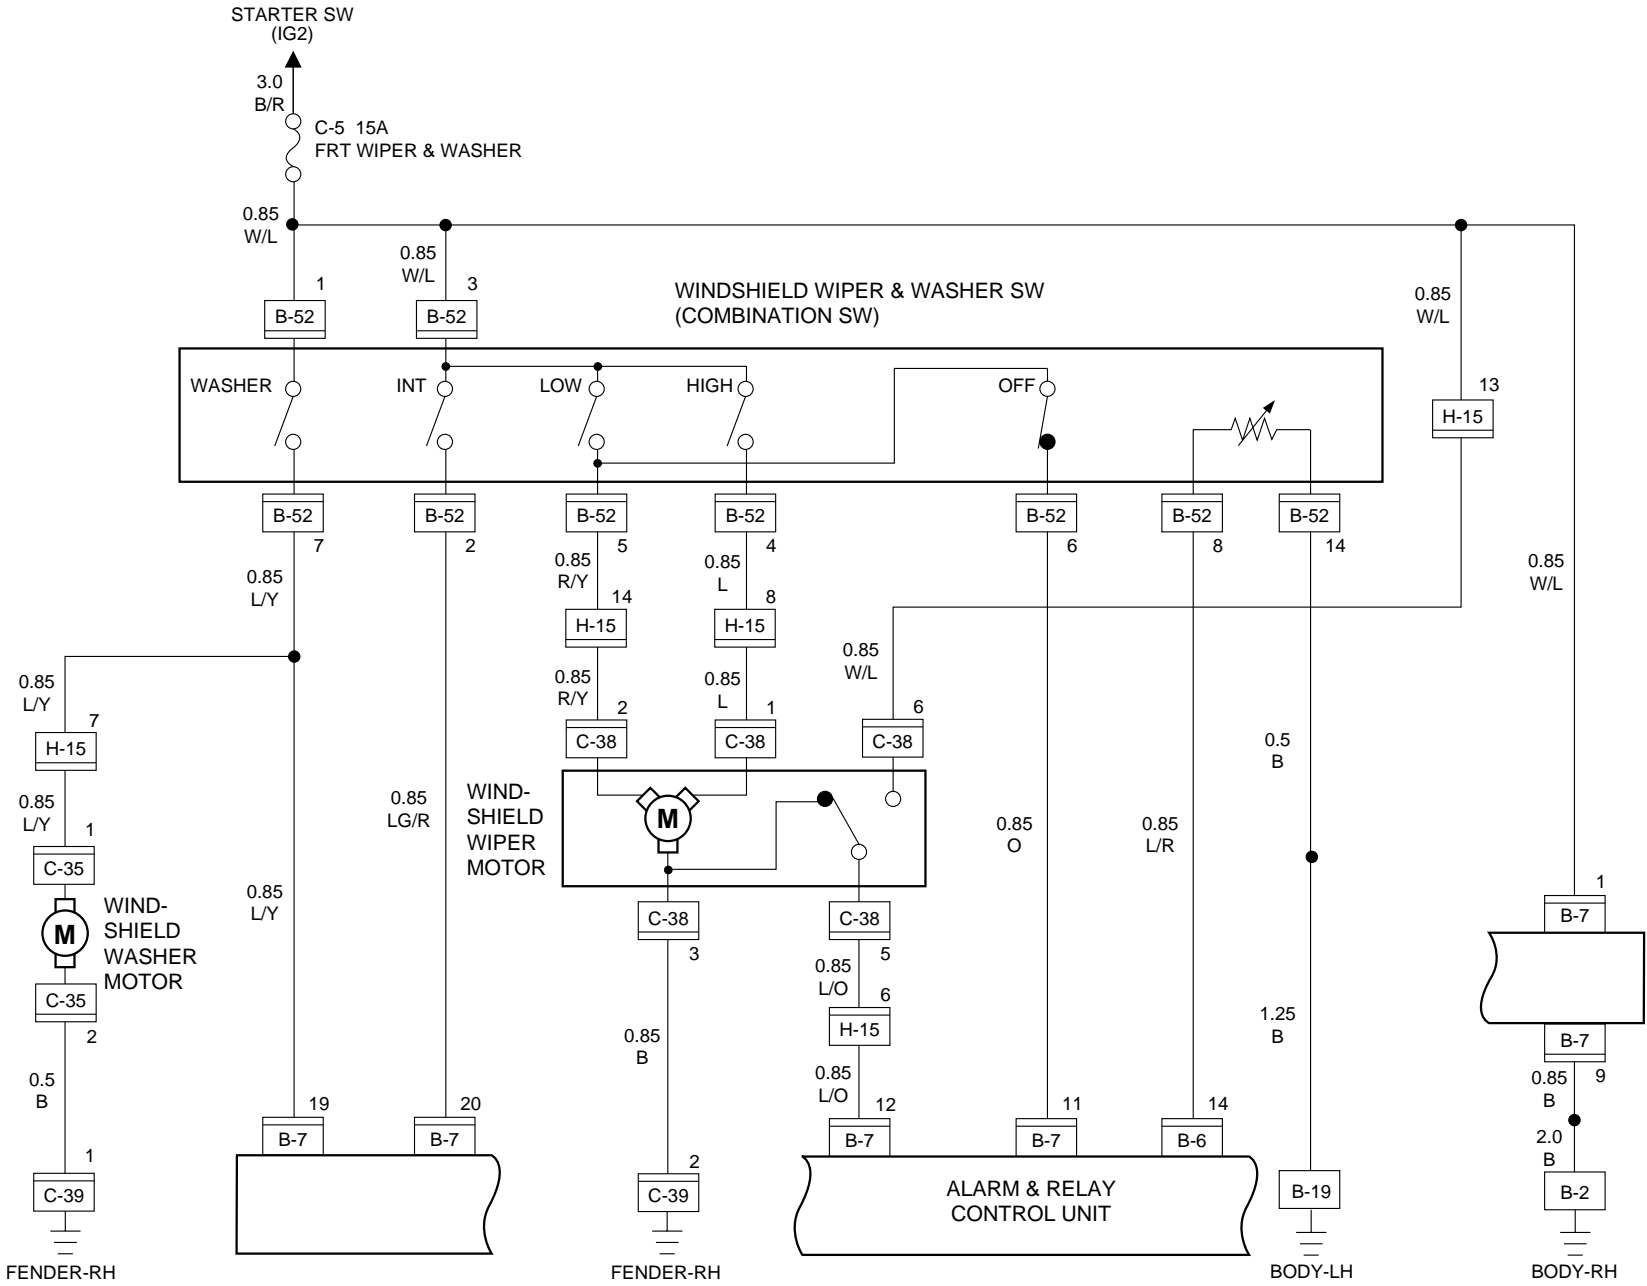 STARTER SW
(IG2)
3.0
B/R
C-5 15A
FRT WIPER & WASHER
0.85
W/L
0.85
W/L
1
3
B-52
B-52
WINDSHIELD WIPER & WASHER SW
(COMBINATION SW)
0.85
W/L
13
H-15
WASHER
INT
LOW
HIGH
OFF
B-52
B-52
B-52
B-52
B-52
B-52
B-52
7
2
5
4
6
8
14
0.85
L/Y
0.85
R/Y
0.85
L
0.85
W/L
14
8
H-15
H-15
0.85
W/L
0.85
L/Y
0.85
R/Y
0.85
L
7
2
1
6
H-15
C-38
C-38
C-38
0.5
B
0.85
L/Y
0.85
LG/R
WIND-
SHIELD
WIPER
MOTOR
M
0.85
O
0.85
L/R
1
C-35
0.85
L/Y
M
WIND-
SHIELD
WASHER
MOTOR
C-38
C-38
3
5
1
B-7
C-35
2
0.85
L/O
6
H-15
1.25
B
0.85
B
B-7
9
0.5
B
0.85
L/O
0.85
B
19
20
12
11
14
B-7
B-7
B-7
B-7
B-6
2.0
B
1
C-39
2
C-39
ALARM & RELAY
CONTROL UNIT
B-19
B-2
FENDER-RH
FENDER-RH
BODY-LH
BODY-RH